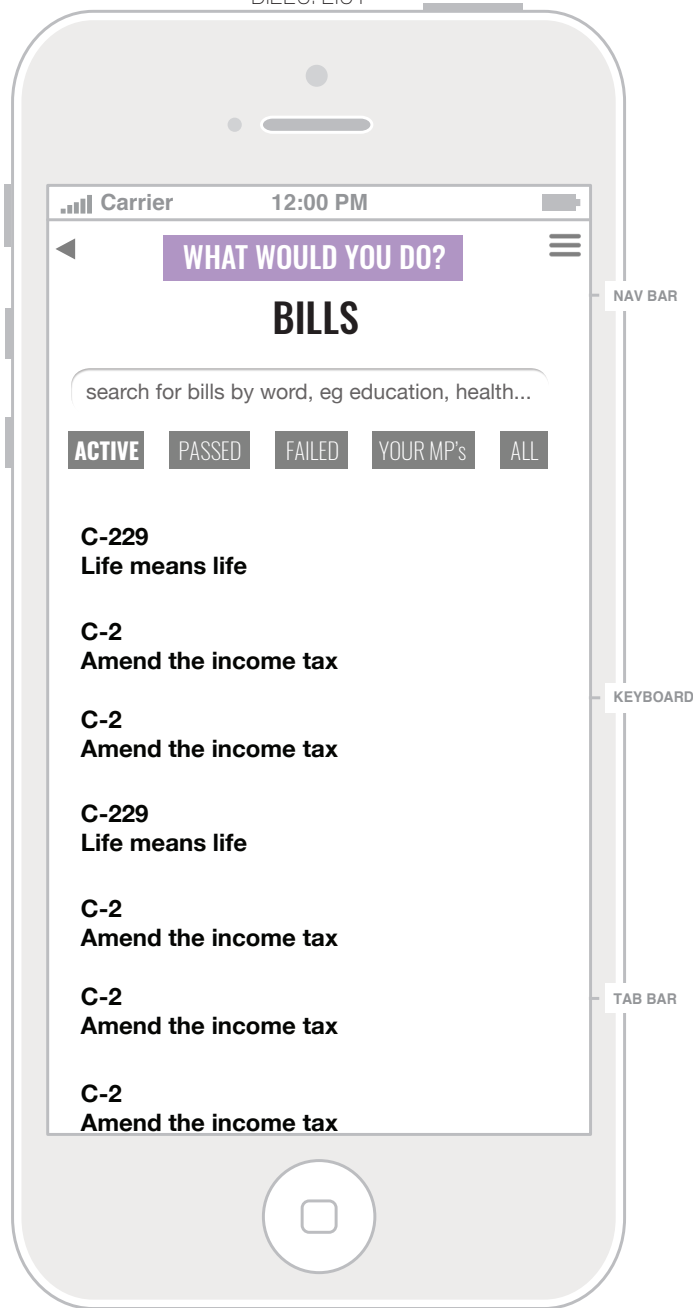 BILLS: LIST
Carrier 12:00 PM
WHAT WOULD YOU DO?
NAV BAR
BILLS
search for bills by word, eg education, health...
ACTIVE PASSED FAILED YOUR MP's ALL
C-229
Life means life
C-2
Amend the income tax
KEYBOARD
C-2
Amend the income tax
C-229
Life means life
C-2
Amend the income tax
C-2
TAB BAR
Amend the income tax
C-2
Amend the income tax